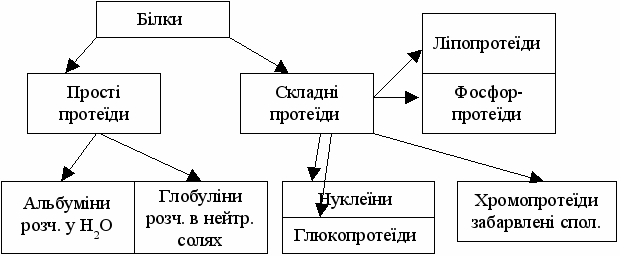 Білки
Ліпопротеїди
Фосфор-
протеїди
Прості
протеїди
Складні
протеїди
Альбуміни
розч. у H₂O
Глобуліни
розч. в нейтр.
солях
Нуклеїни
Глюкопротеїди
Хромопротеїди
забарвлені спол.